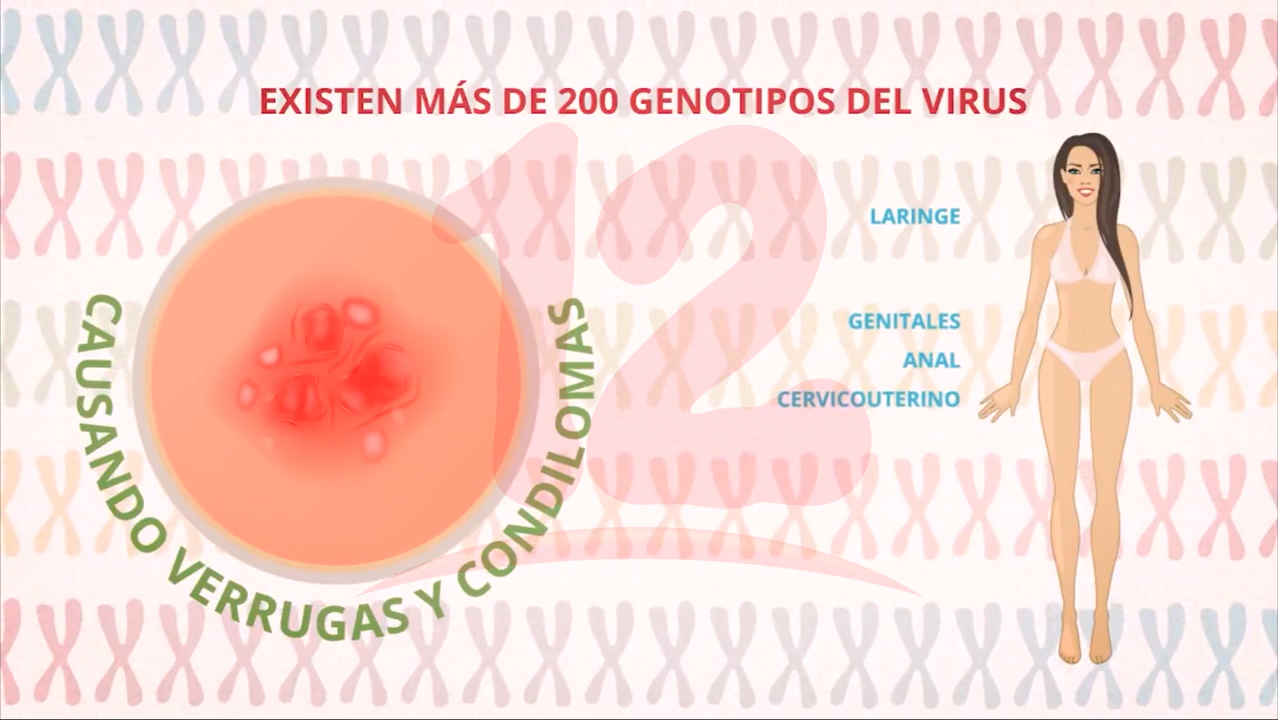 EXISTEN MÁS DE 200 GENOTIPOS DEL VIRUS
12
LARINGE
GENITALES
ANAL
CERVICOUTERINO
CAUSANDO VERRUGAS Y CONDILOMAS